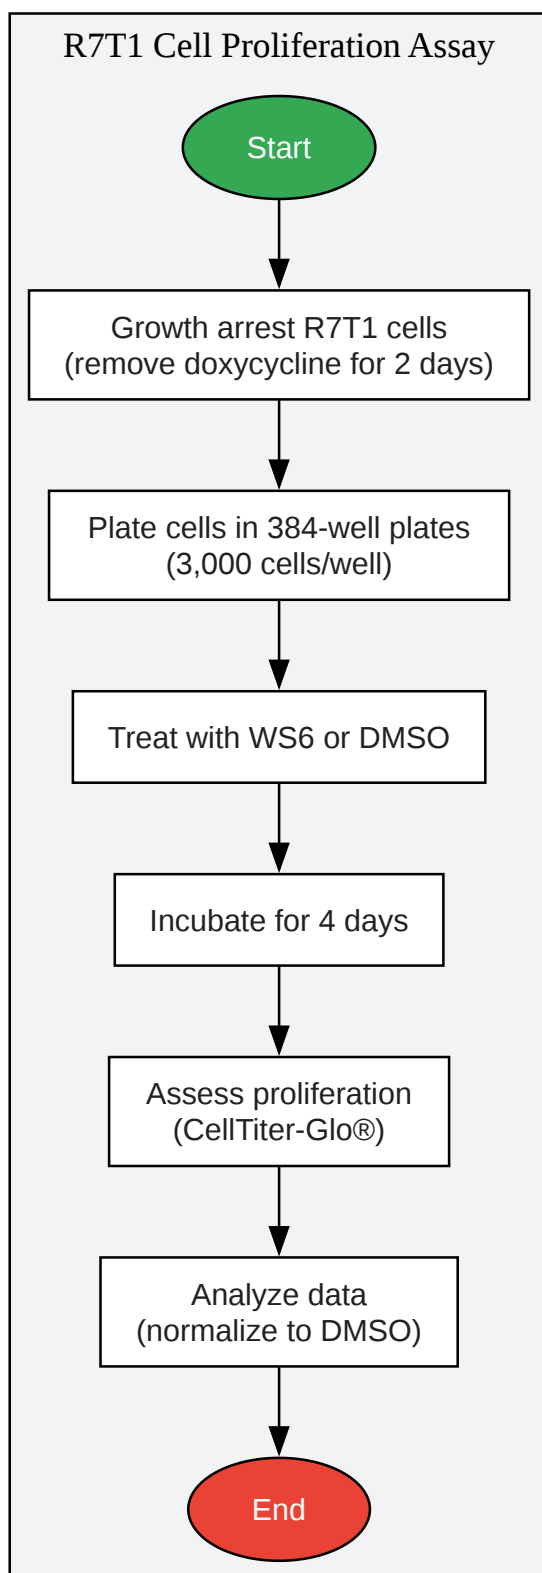 R7T1 Cell Proliferation Assay
Start
Growth arrest R7T1 cells
(remove doxycycline for 2 days)
Plate cells in 384-well plates
(3,000 cells/well)
Treat with WS6 or DMSO
Incubate for 4 days
Assess proliferation
(CellTiter-Glo®)
Analyze data
(normalize to DMSO)
End